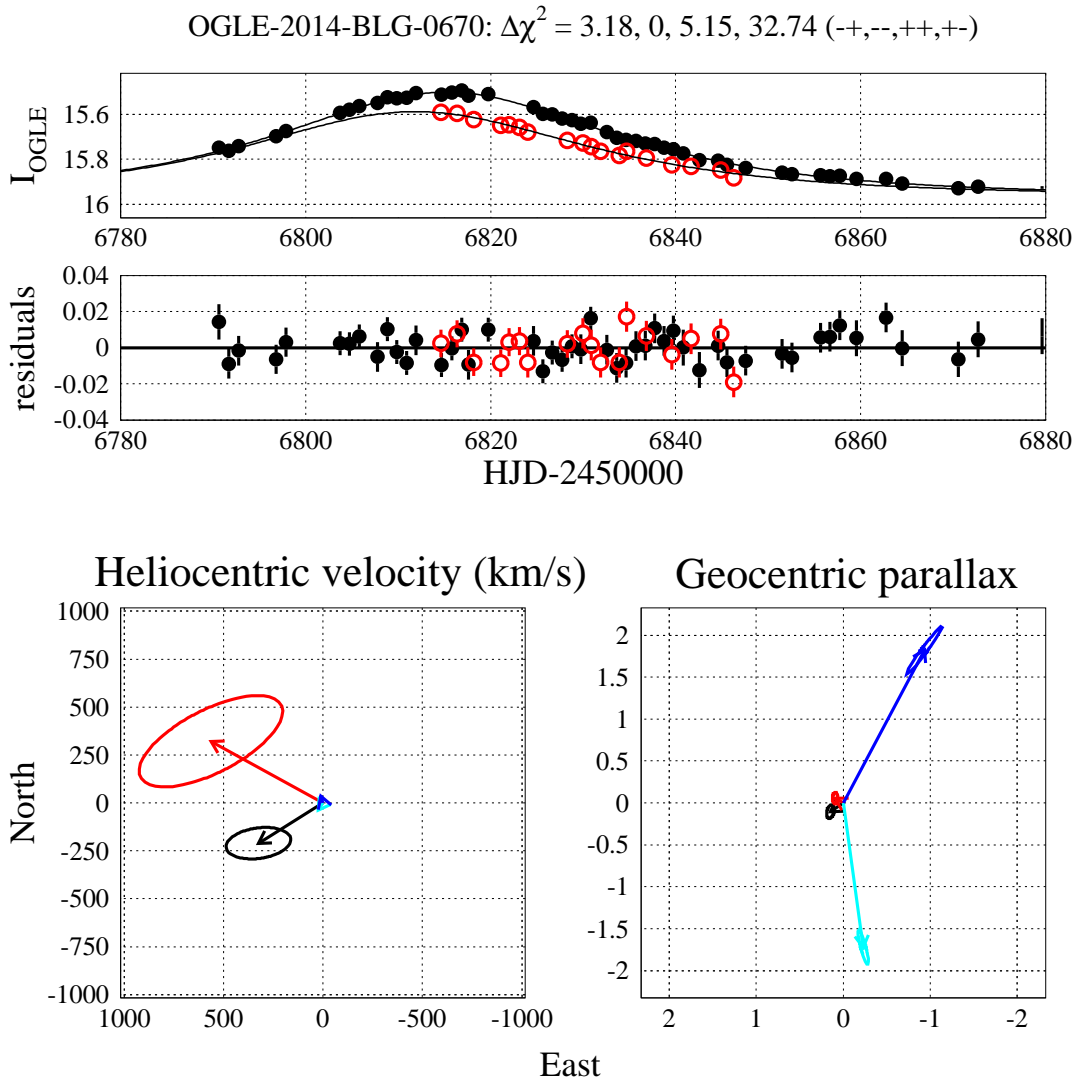 OGLE-2014-BLG-0670: Δχ² = 3.18, 0, 5.15, 32.74 (-+,--,++,+-)
I_OGLE
15.6
15.8
16
6780 6800 6820 6840 6860 6880
residuals
0.04
0.02
0
-0.02
-0.04
6780 6800 6820 6840 6860 6880
HJD-2450000
Heliocentric velocity (km/s)
North
1000
750
500
250
0
-250
-500
-750
-1000
1000 500 0 -500 -1000
Geocentric parallax
2
1.5
1
0.5
0
-0.5
-1
-1.5
-2
2 1 0 -1 -2
East